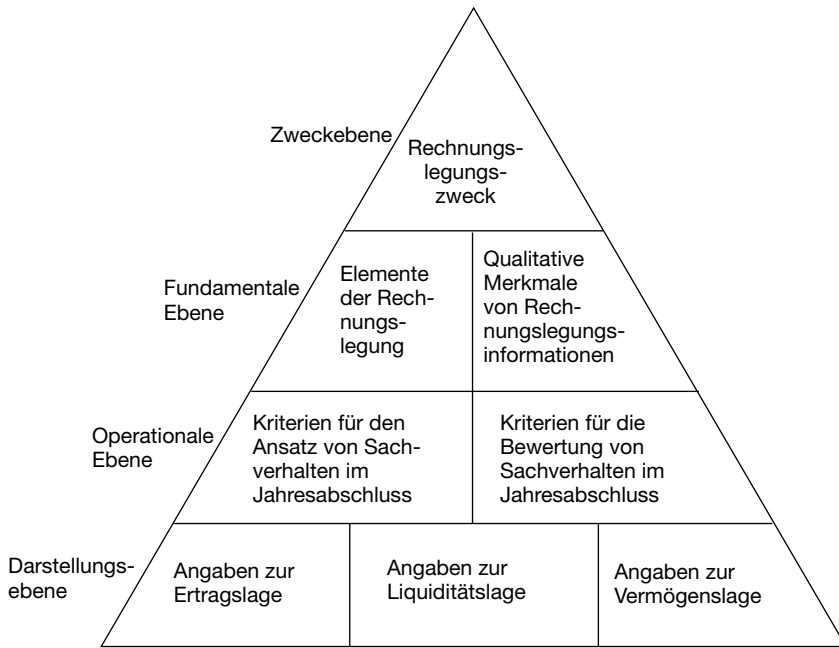 Zweckebene
Rechnungs-
legungs-
zweck
Fundamentale
Ebene
Elemente
der Rech-
nungs-
legung
Qualitative
Merkmale
von Rech-
nungslegungs-
informationen
Operationale
Ebene
Kriterien für den
Ansatz von Sach-
verhalten im
Jahresabschluss
Kriterien für die
Bewertung von
Sachverhalten im
Jahresabschluss
Darstellungs-
ebene
Angaben zur
Ertragslage
Angaben zur
Liquiditätslage
Angaben zur
Vermögenslage